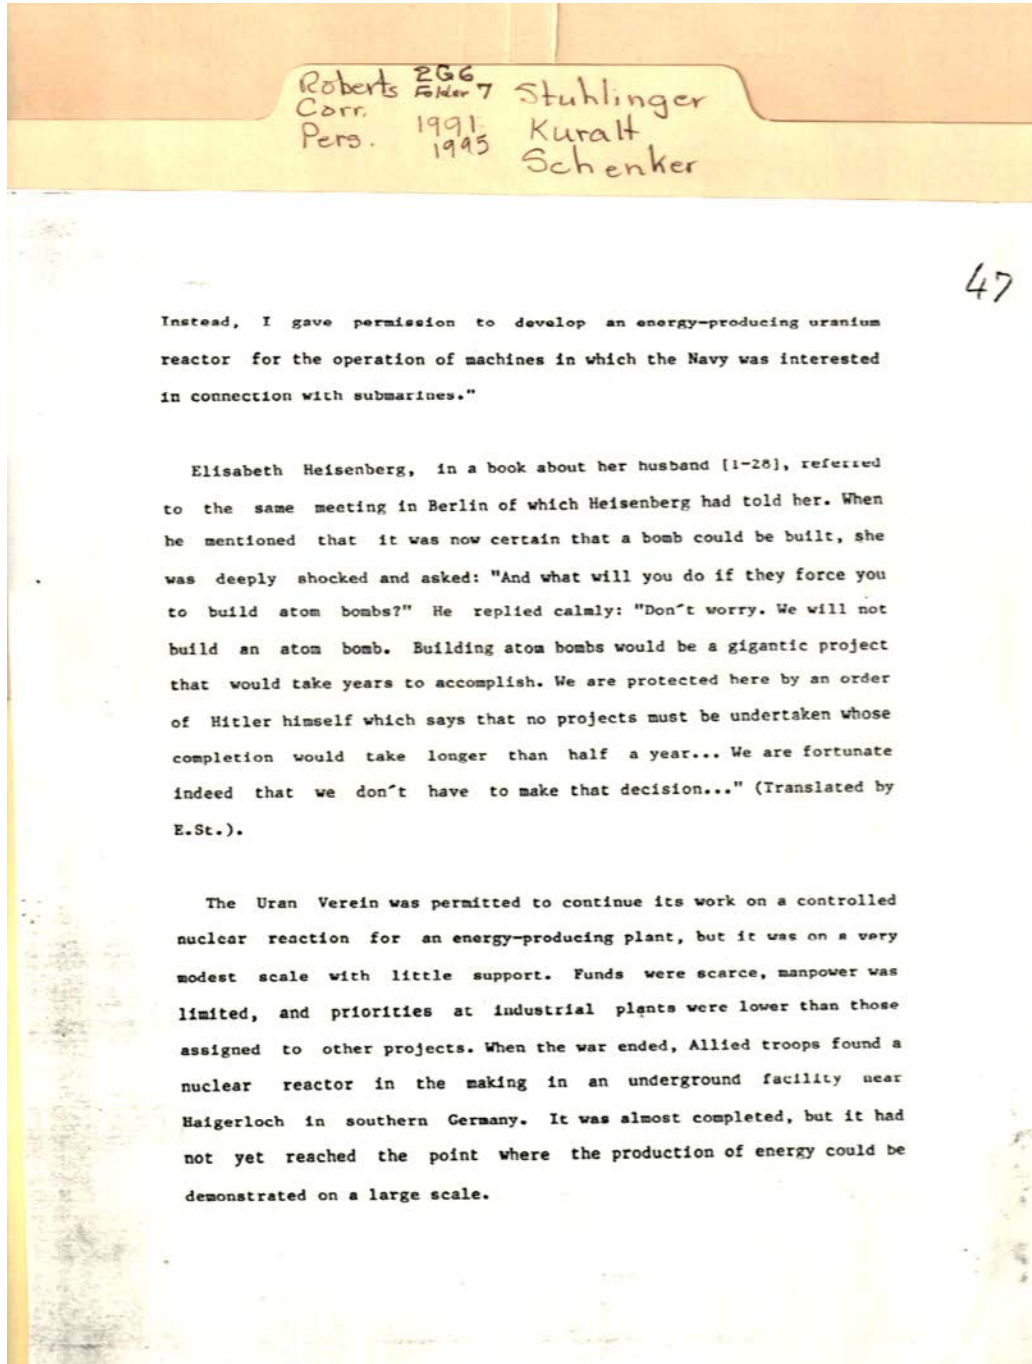 Roberts 2G6 Stuhlinger
Corr. Folder 7 Kuralt
Pers. 1991 Schenker
1995
47
Instead, I gave permission to develop an energy-producing uranium
reactor for the operation of machines in which the Navy was interested
in connection with submarines."
Elisabeth Heisenberg, in a book about her husband [1-28], referred
to the same meeting in Berlin of which Heisenberg had told her. When
he mentioned that it was now certain that a bomb could be built, she
was deeply shocked and asked: "And what will you do if they force you
to build atom bombs?" He replied calmly: "Don´t worry. We will not
build an atom bomb. Building atom bombs would be a gigantic project
that would take years to accomplish. We are protected here by an order
of Hitler himself which says that no projects must be undertaken whose
completion would take longer than half a year... We are fortunate
indeed that we don´t have to make that decision..." (Translated by
E.St.).
The Uran Verein was permitted to continue its work on a controlled
nuclear reaction for an energy-producing plant, but it was on a very
modest scale with little support. Funds were scarce, manpower was
limited, and priorities at industrial plants were lower than those
assigned to other projects. When the war ended, Allied troops found a
nuclear reactor in the making in an underground facility near
Haigerloch in southern Germany. It was almost completed, but it had
not yet reached the point where the production of energy could be
demonstrated on a large scale.